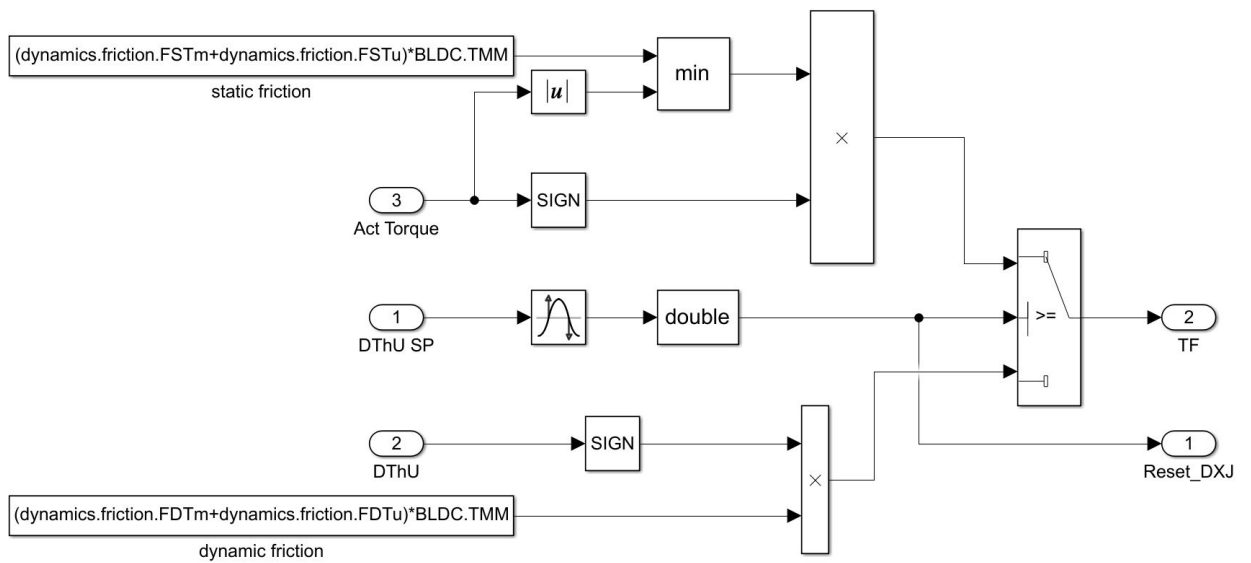 (dynamics.friction.FSTm+dynamics.friction.FSTu)*BLDC.TMM
static friction
|u|
min
×
3
Act Torque
SIGN
1
DThU SP
double
>=
2
TF
2
DThU
SIGN
×
1
Reset_DXJ
(dynamics.friction.FDTm+dynamics.friction.FDTu)*BLDC.TMM
dynamic friction